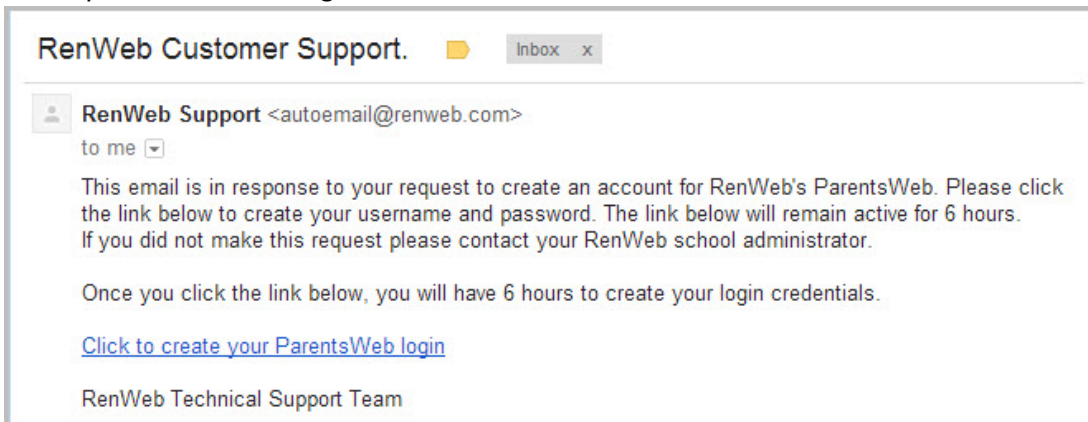 RenWeb Customer Support.
Inbox x
RenWeb Support <autoemail@renweb.com>
to me
This email is in response to your request to create an account for RenWeb's ParentsWeb. Please click
the link below to create your username and password. The link below will remain active for 6 hours.
If you did not make this request please contact your RenWeb school administrator.
Once you click the link below, you will have 6 hours to create your login credentials.
Click to create your ParentsWeb login
RenWeb Technical Support Team